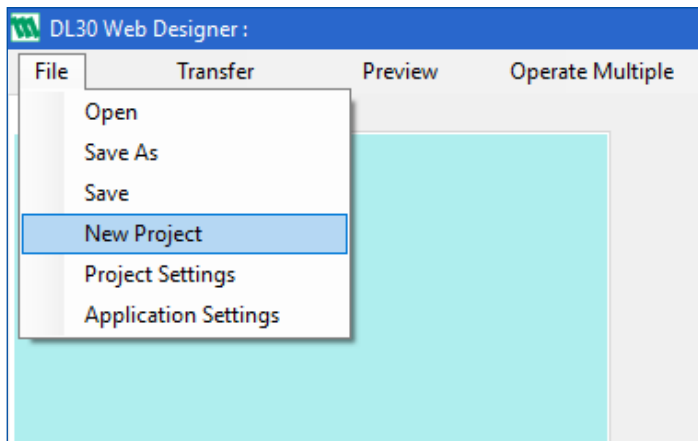 DL30 Web Designer :
File Transfer Preview Operate Multiple
Open
Save As
Save
New Project
Project Settings
Application Settings